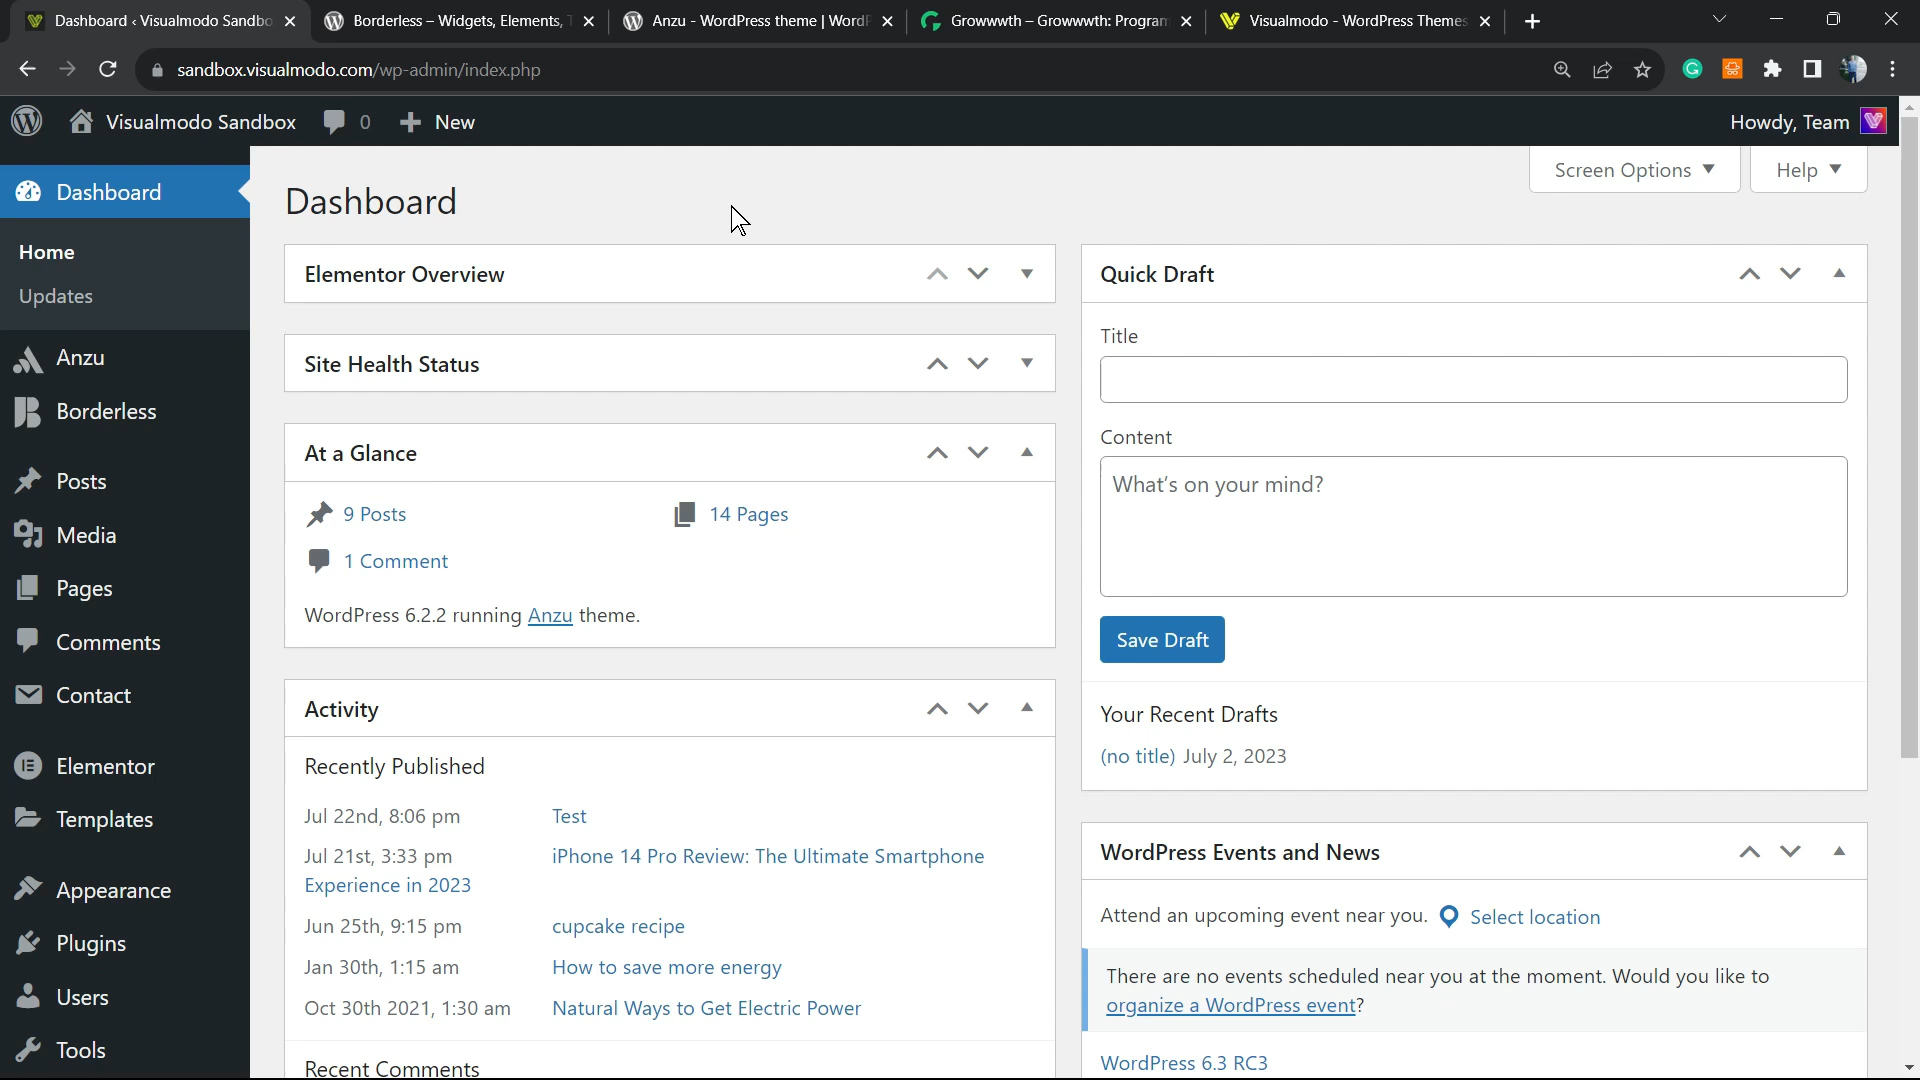 Dashboard ‹ Visualmodo Sandbo
Borderless – Widgets, Elements, T
Anzu - WordPress theme | WordP
Growwwth – Growwwth: Program
Visualmodo - WordPress Themes
sandbox.visualmodo.com/wp-admin/index.php
Visualmodo Sandbox
0
New
Howdy, Team
Dashboard
Home
Updates
Anzu
Borderless
Posts
Media
Pages
Comments
Contact
Elementor
Templates
Appearance
Plugins
Users
Tools
Screen Options
Help
Dashboard
Elementor Overview
Site Health Status
At a Glance
9 Posts
14 Pages
1 Comment
WordPress 6.2.2 running Anzu theme.
Activity
Recently Published
Jul 22nd, 8:06 pm Test
Jul 21st, 3:33 pm iPhone 14 Pro Review: The Ultimate Smartphone
Experience in 2023
Jun 25th, 9:15 pm cupcake recipe
Jan 30th, 1:15 am How to save more energy
Oct 30th 2021, 1:30 am Natural Ways to Get Electric Power
Recent Comments
Quick Draft
Title
Content
What's on your mind?
Save Draft
Your Recent Drafts
(no title) July 2, 2023
WordPress Events and News
Attend an upcoming event near you. Select location
There are no events scheduled near you at the moment. Would you like to
organize a WordPress event?
WordPress 6.3 RC3